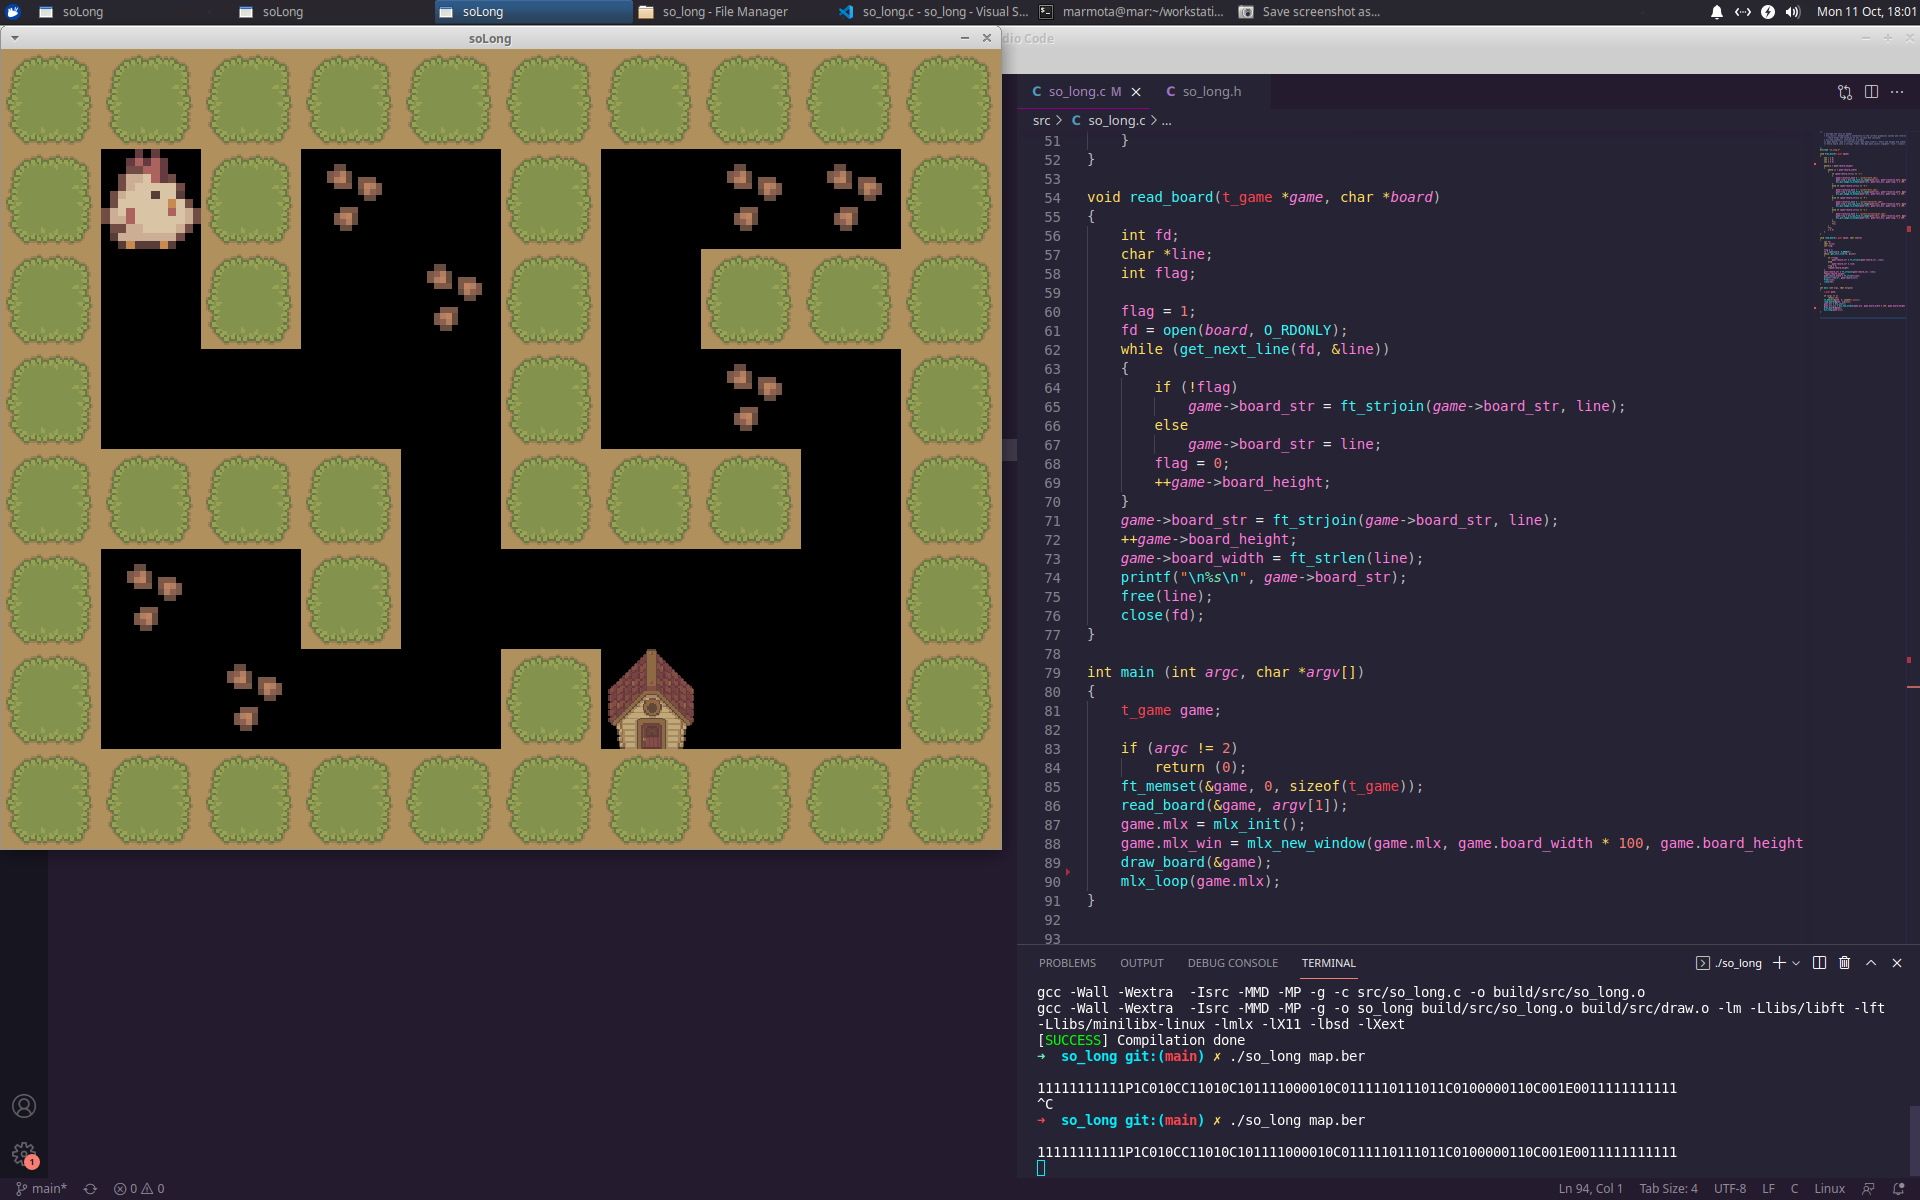 soLong
soLong
soLong
so_long - File Manager
so_long.c - so_long - Visual S...
marmota@mar:~/workstati...
Save screenshot as...
Mon 11 Oct, 18:01
soLong
dio Code
C so_long.c M
C so_long.h
src > C so_long.c > ...
51 }
52 }
53
54 void read_board(t_game *game, char *board)
55 {
56 int fd;
57 char *line;
58 int flag;
59
60 flag = 1;
61 fd = open(board, O_RDONLY);
62 while (get_next_line(fd, &line))
63 {
64 if (!flag)
65 game->board_str = ft_strjoin(game->board_str, line);
66 else
67 game->board_str = line;
68 flag = 0;
69 ++game->board_height;
70 }
71 game->board_str = ft_strjoin(game->board_str, line);
72 ++game->board_height;
73 game->board_width = ft_strlen(line);
74 printf("\n%s\n", game->board_str);
75 free(line);
76 close(fd);
77 }
78
79 int main (int argc, char *argv[])
80 {
81 t_game game;
82
83 if (argc != 2)
84 return (0);
85 ft_memset(&game, 0, sizeof(t_game));
86 read_board(&game, argv[1]);
87 game.mlx = mlx_init();
88 game.mlx_win = mlx_new_window(game.mlx, game.board_width * 100, game.board_height
89 draw_board(&game);
90 mlx_loop(game.mlx);
91 }
92
93
PROBLEMS OUTPUT DEBUG CONSOLE TERMINAL
./so_long
gcc -Wall -Wextra  -Isrc -MMD -MP -g -c src/so_long.c -o build/src/so_long.o
gcc -Wall -Wextra  -Isrc -MMD -MP -g -o so_long build/src/so_long.o build/src/draw.o -lm -Llibs/libft -lft
-Llibs/minilibx-linux -lmlx -lX11 -lbsd -lXext
[SUCCESS] Compilation done
➜  so_long git:(main) ✗ ./so_long map.ber
11111111111P1C010CC11010C101111000010C0111110111011C0100000110C001E0011111111111
^C
➜  so_long git:(main) ✗ ./so_long map.ber
11111111111P1C010CC11010C101111000010C0111110111011C0100000110C001E0011111111111
1
main* 0 0
Ln 94, Col 1 Tab Size: 4 UTF-8 LF C Linux